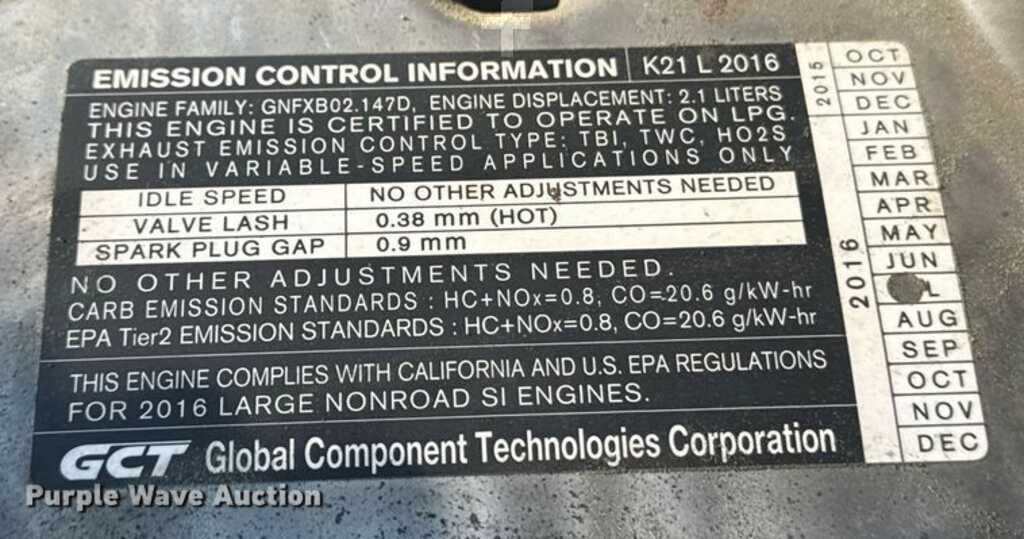 EMISSION CONTROL INFORMATION K21 L 2016
ENGINE FAMILY: GNFXB02.147D, ENGINE DISPLACEMENT: 2.1 LITERS
THIS ENGINE IS CERTIFIED TO OPERATE ON LPG.
EXHAUST EMISSION CONTROL TYPE: TBI, TWC, HO2S
USE IN VARIABLE-SPEED APPLICATIONS ONLY
IDLE SPEED NO OTHER ADJUSTMENTS NEEDED
VALVE LASH 0.38 mm (HOT)
SPARK PLUG GAP 0.9 mm
NO OTHER ADJUSTMENTS NEEDED.
CARB EMISSION STANDARDS : HC+NOx=0.8, CO=20.6 g/kW-hr
EPA Tier2 EMISSION STANDARDS : HC+NOx=0.8, CO=20.6 g/kW-hr
THIS ENGINE COMPLIES WITH CALIFORNIA AND U.S. EPA REGULATIONS
FOR 2016 LARGE NONROAD SI ENGINES.
GCT Global Component Technologies Corporation
2015
OCT
NOV
DEC
2016
JAN
FEB
MAR
APR
MAY
JUN
L
AUG
SEP
OCT
NOV
DEC
Purple Wave Auction